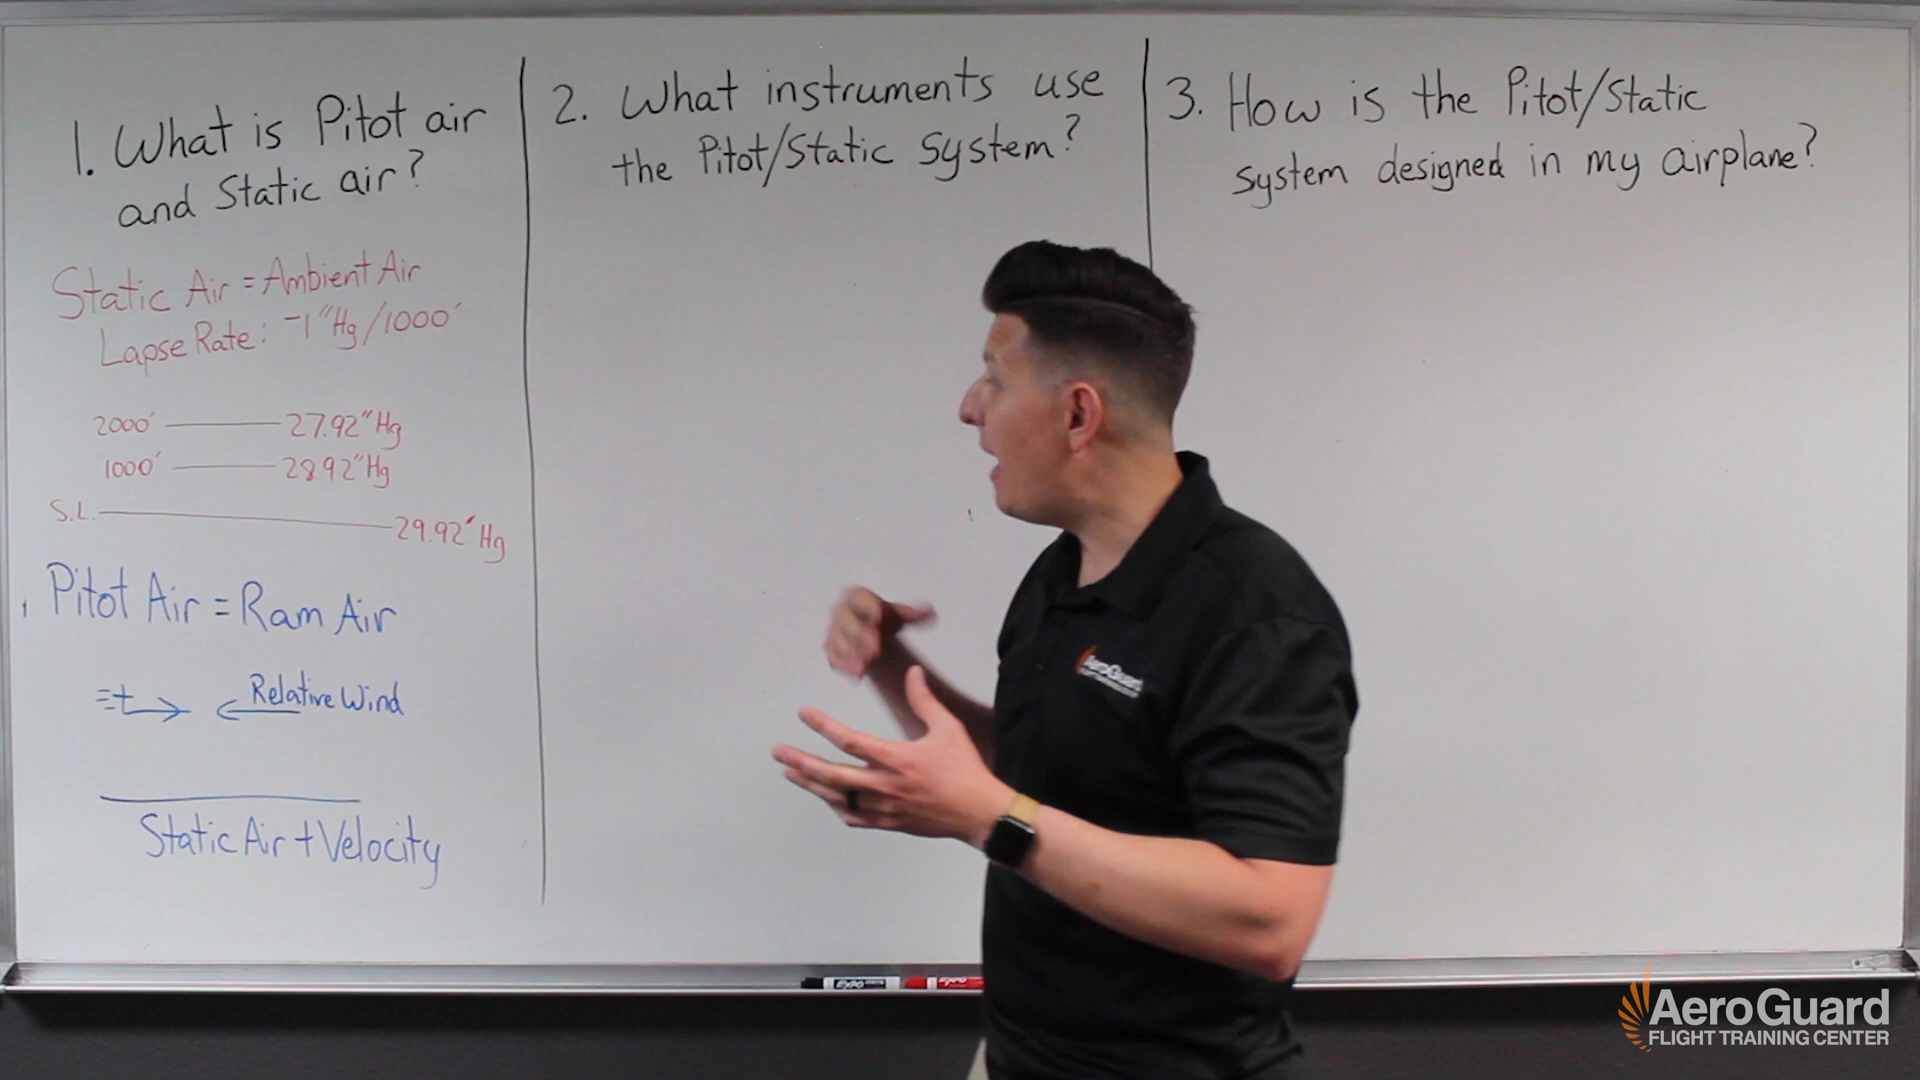 1. What is Pitot air
and Static air?
Static Air = Ambient Air
Lapse Rate: -1"Hg/1000'
2000' 27.92"Hg
1000' 28.92"Hg
S.L. 29.92'Hg
Pitot Air = Ram Air
Relative Wind
Static Air + Velocity
2. What instruments use
the Pitot/Static System?
3. How is the Pitot/Static
system designed in my airplane?
AeroGuard
EXPO
EXPO
AeroGuard
FLIGHT TRAINING CENTER